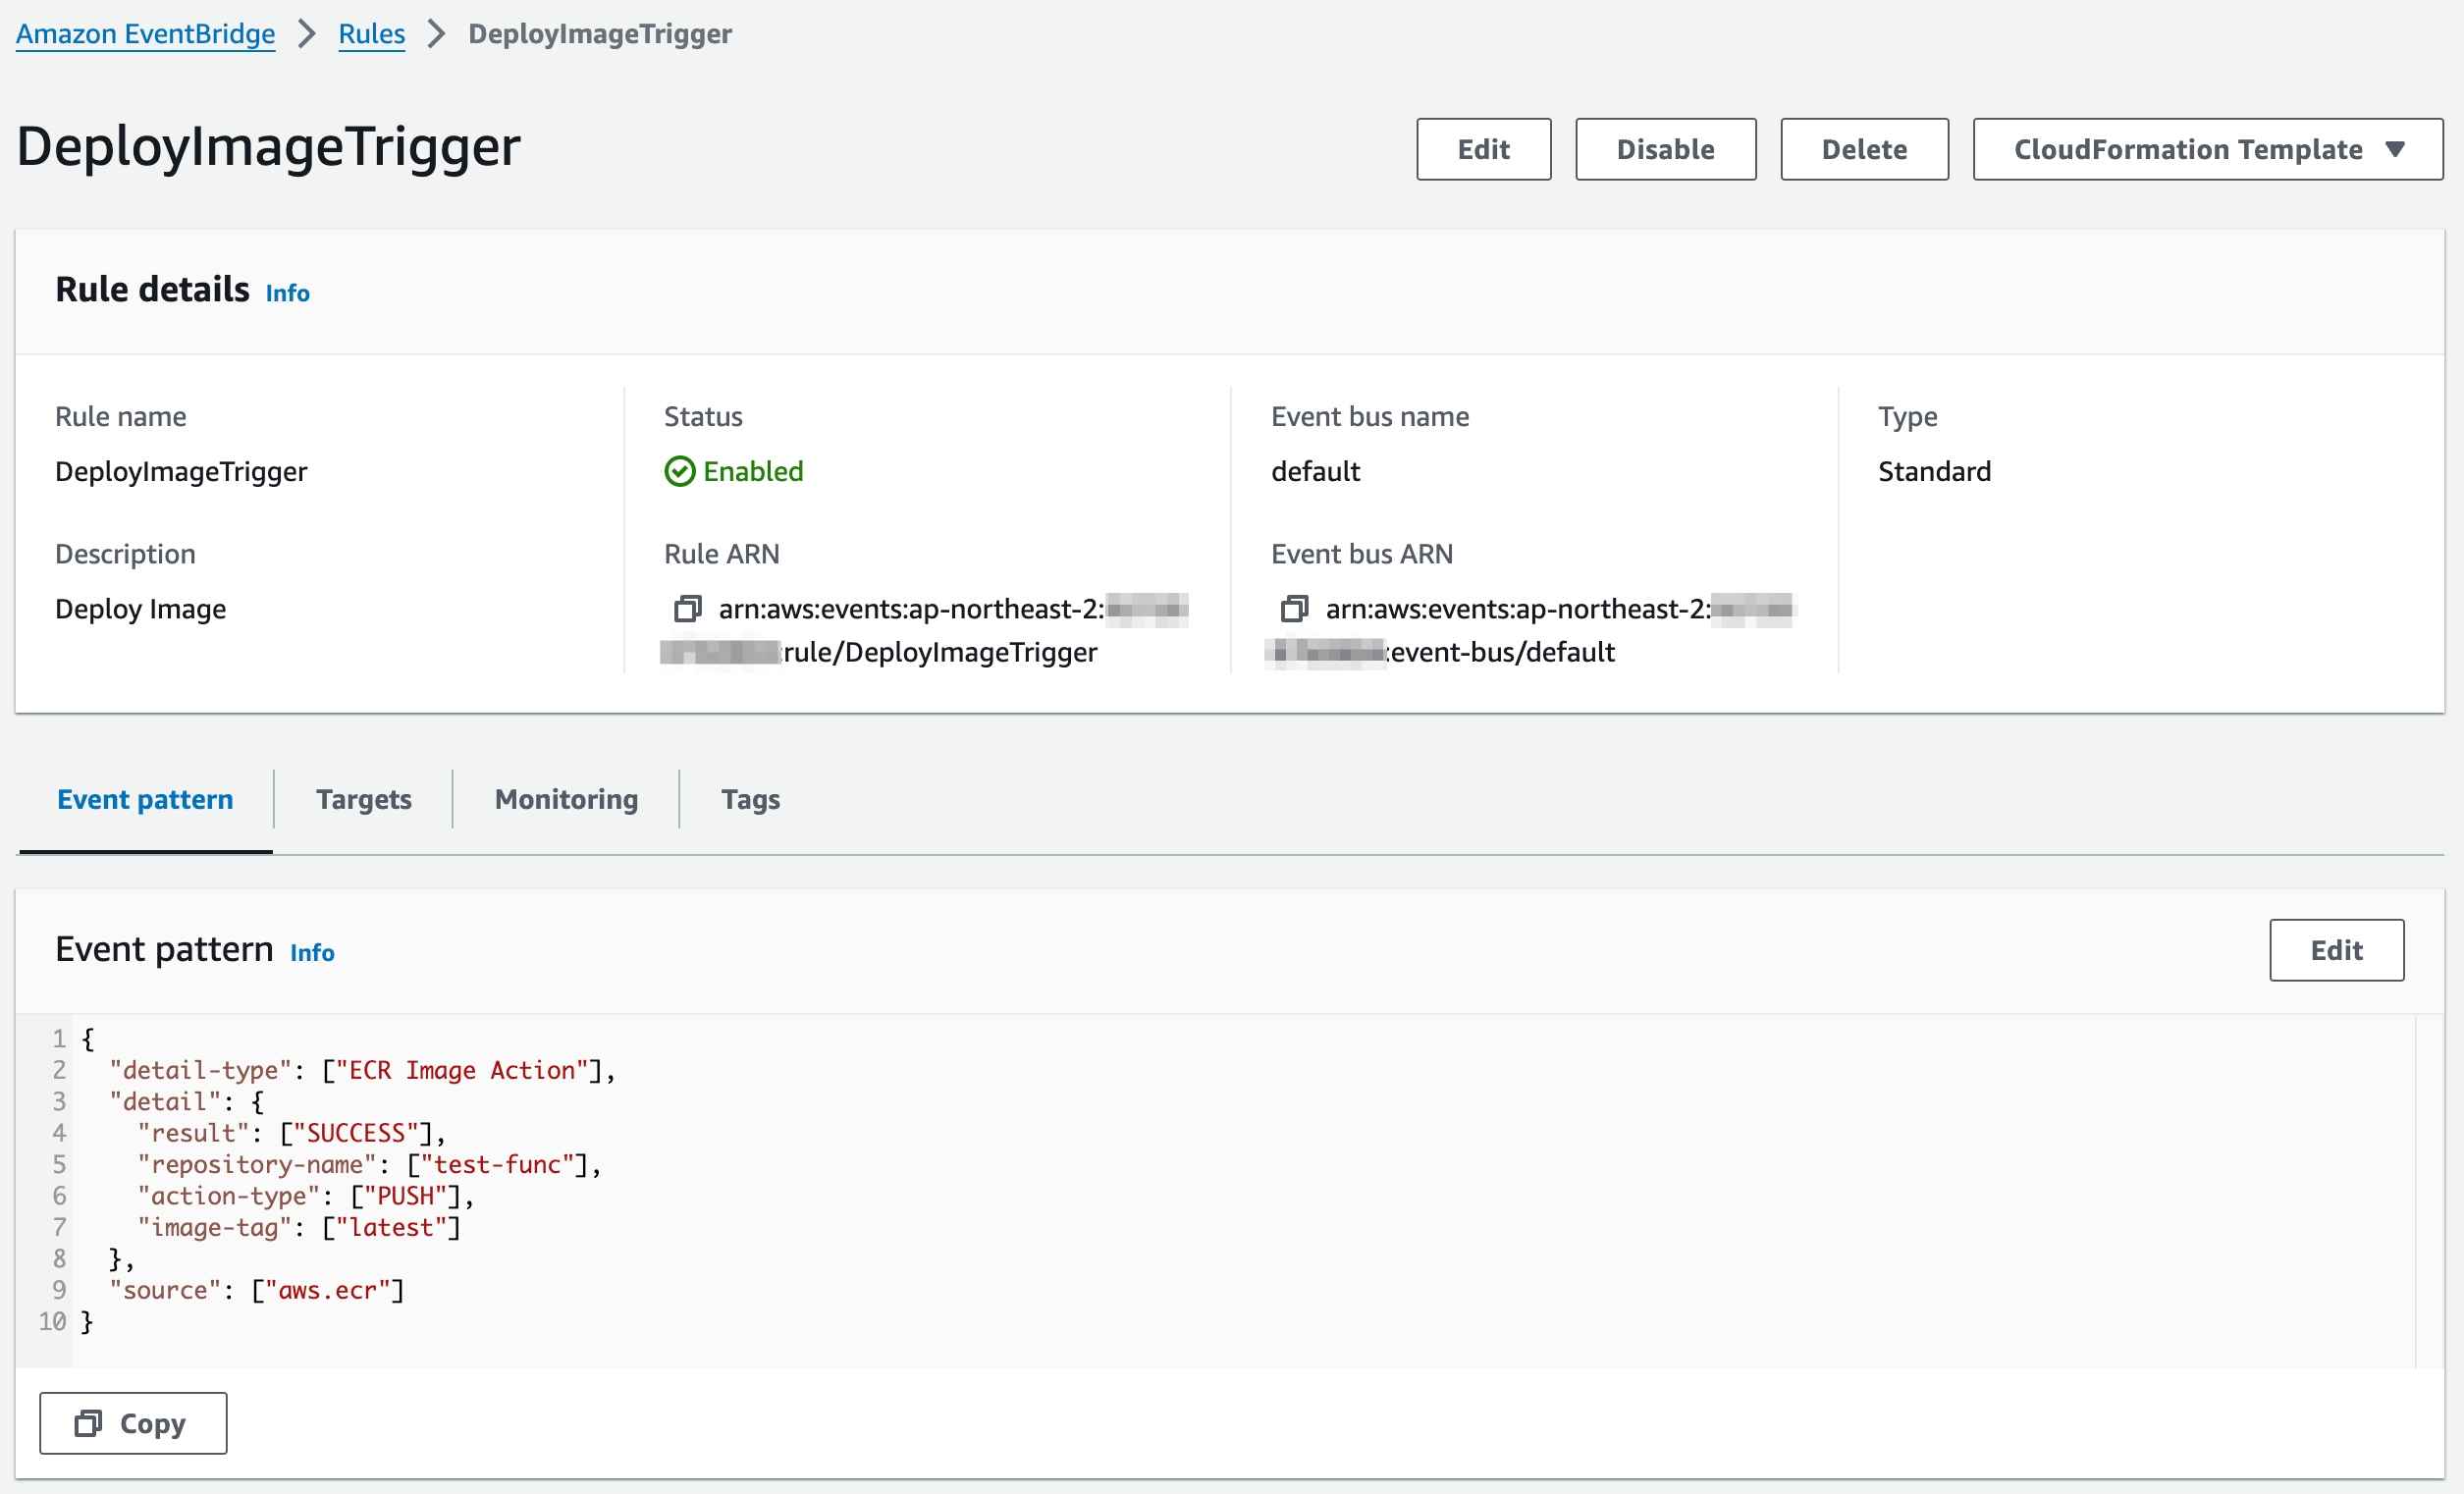 Amazon EventBridge > Rules > DeployImageTrigger
DeployImageTrigger
Edit
Disable
Delete
CloudFormation Template
Rule details Info
Rule name
DeployImageTrigger
Description
Deploy Image
Status
Enabled
Rule ARN
arn:aws:events:ap-northeast-2:
:rule/DeployImageTrigger
Event bus name
default
Event bus ARN
arn:aws:events:ap-northeast-2:
:event-bus/default
Type
Standard
Event pattern
Targets
Monitoring
Tags
Event pattern Info
Edit
1 {
2   "detail-type": ["ECR Image Action"],
3   "detail": {
4     "result": ["SUCCESS"],
5     "repository-name": ["test-func"],
6     "action-type": ["PUSH"],
7     "image-tag": ["latest"]
8   },
9   "source": ["aws.ecr"]
10 }
Copy